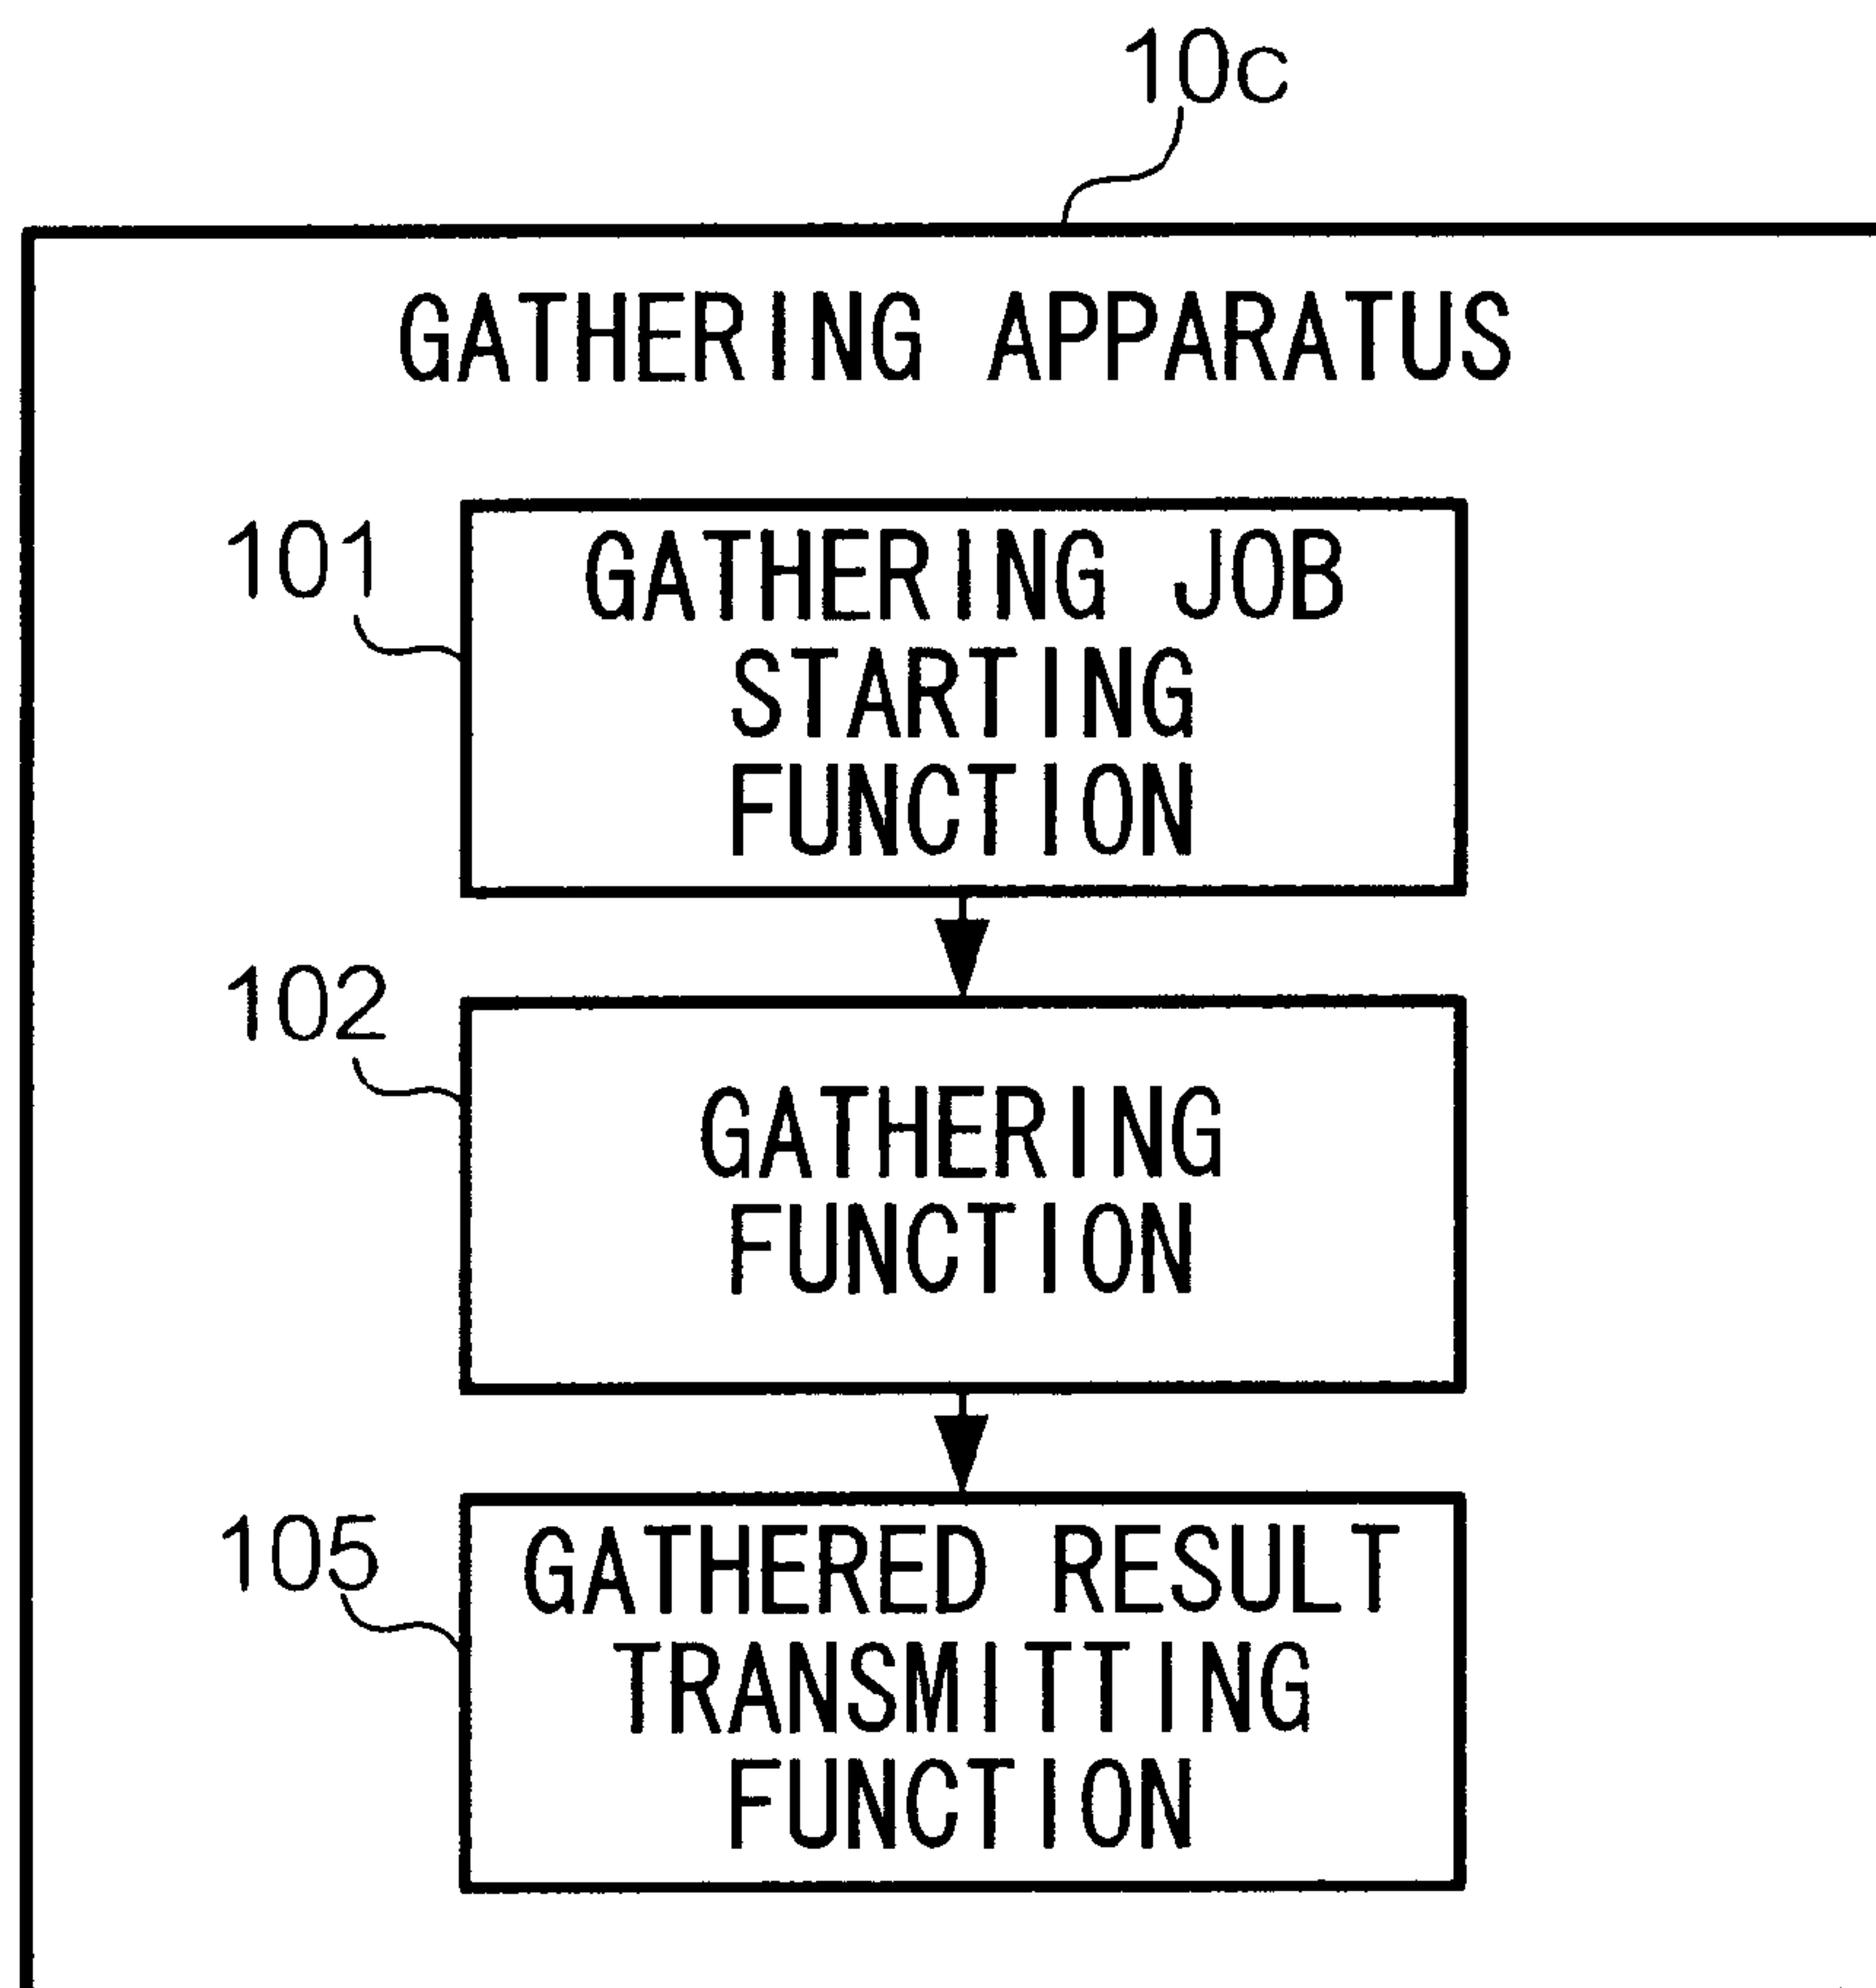 10c
GATHERING APPARATUS
101
GATHERING JOB
STARTING
FUNCTION
102
GATHERING
FUNCTION
105
GATHERED RESULT
TRANSMITTING
FUNCTION